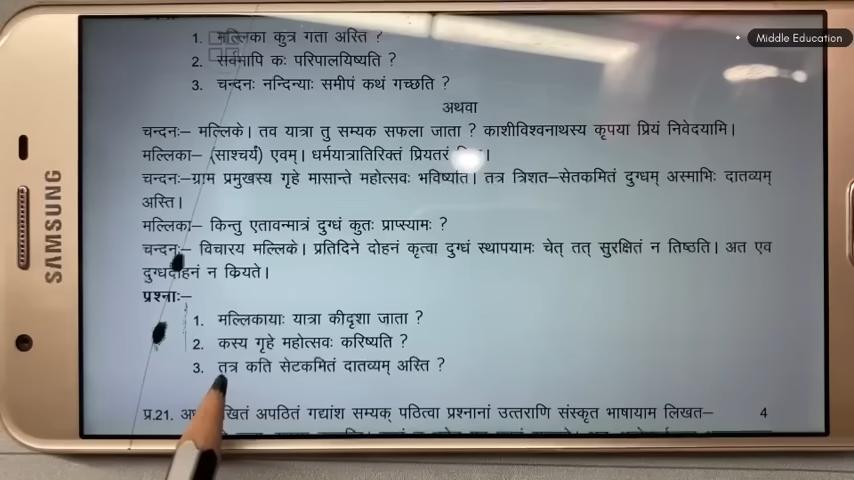 Middle Education
1. मल्लिका कुत्र गता अस्ति ?
2. सर्वमपि कः परिपालयिष्यति ?
3. चन्दनः नन्दिन्याः समीपं कथं गच्छति ?
अथवा
चन्दनः– मल्लिके। तव यात्रा तु सम्यक सफला जाता ? काशीविश्वनाथस्य कृपया प्रियं निवेदयामि।
मल्लिका– (साश्चर्यं) एवम्। धर्मयात्रातिरिक्तं प्रियतरं ।
चन्दनः–ग्राम प्रमुखस्य गृहे मासान्ते महोत्सवः भविष्यति। तत्र त्रिशत–सेतकमितं दुग्धम् अस्माभिः दातव्यम्
अस्ति।
मल्लिका– किन्तु एतावन्मात्रं दुग्धं कुतः प्राप्स्यामः ?
चन्दनः– विचारय मल्लिके। प्रतिदिने दोहनं कृत्वा दुग्धं स्थापयामः चेत् तत् सुरक्षितं न तिष्ठति। अत एव
दुग्धदोहनं न क्रियते।
प्रश्नाः–
1. मल्लिकायाः यात्रा कीदृशा जाता ?
2. कस्य गृहे महोत्सवः करिष्यति ?
3. तत्र कति सेटकमितं दातव्यम् अस्ति ?
प्र.21. अपठितं गद्यांश सम्यक् पठित्वा प्रश्नानां उत्तराणि संस्कृत भाषायाम लिखत– 4
SAMSUNG